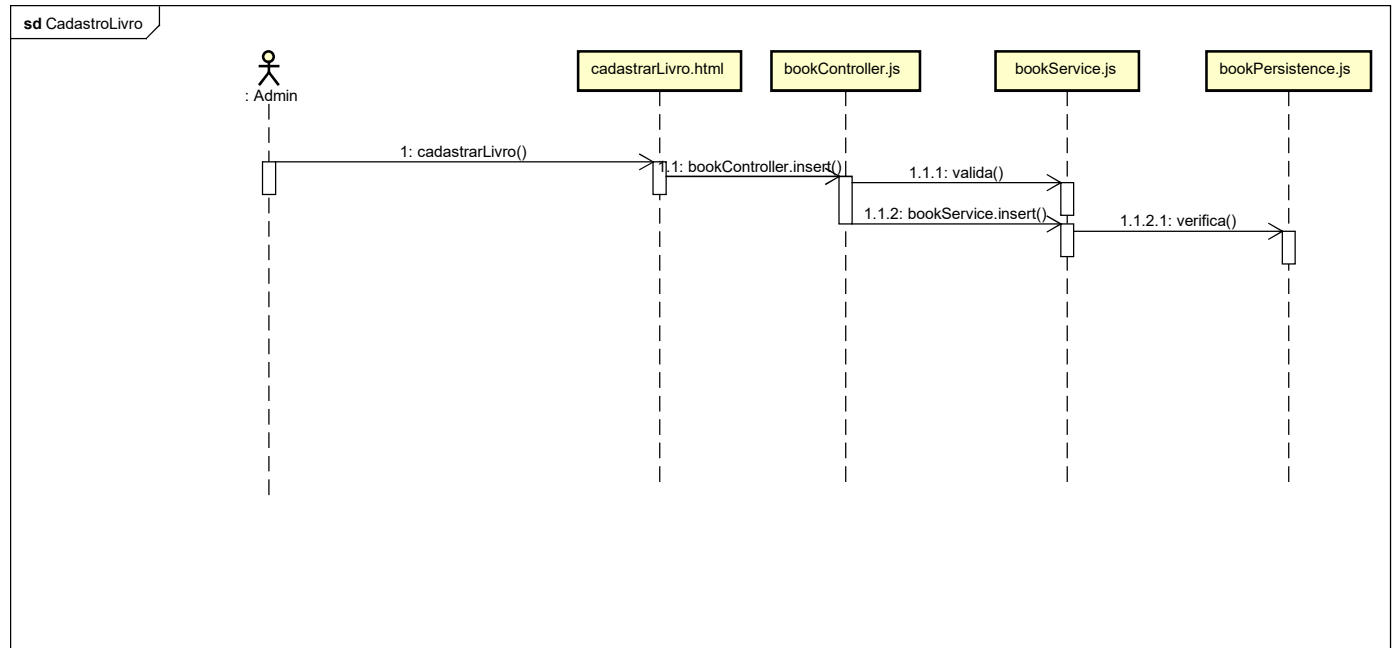 sd CadastroLivro
cadastrarLivro.html
bookController.js
bookService.js
bookPersistence.js
: Admin
1: cadastrarLivro()
1.1: bookController.insert()
1.1.1: valida()
1.1.2: bookService.insert()
1.1.2.1: verifica()